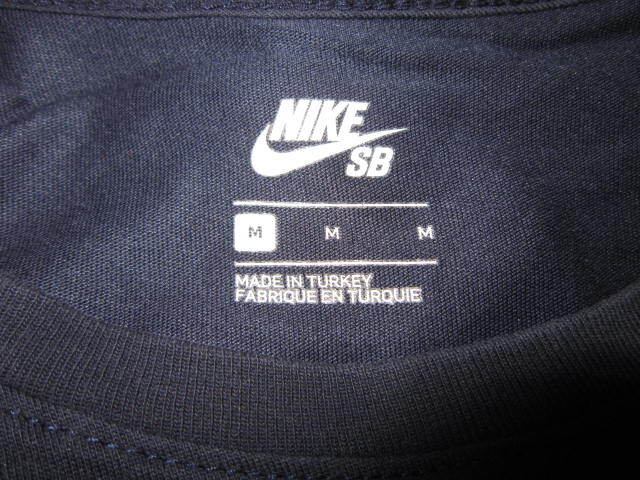 NIKE
SB
M M M
MADE IN TURKEY
FABRIQUE EN TURQUIE